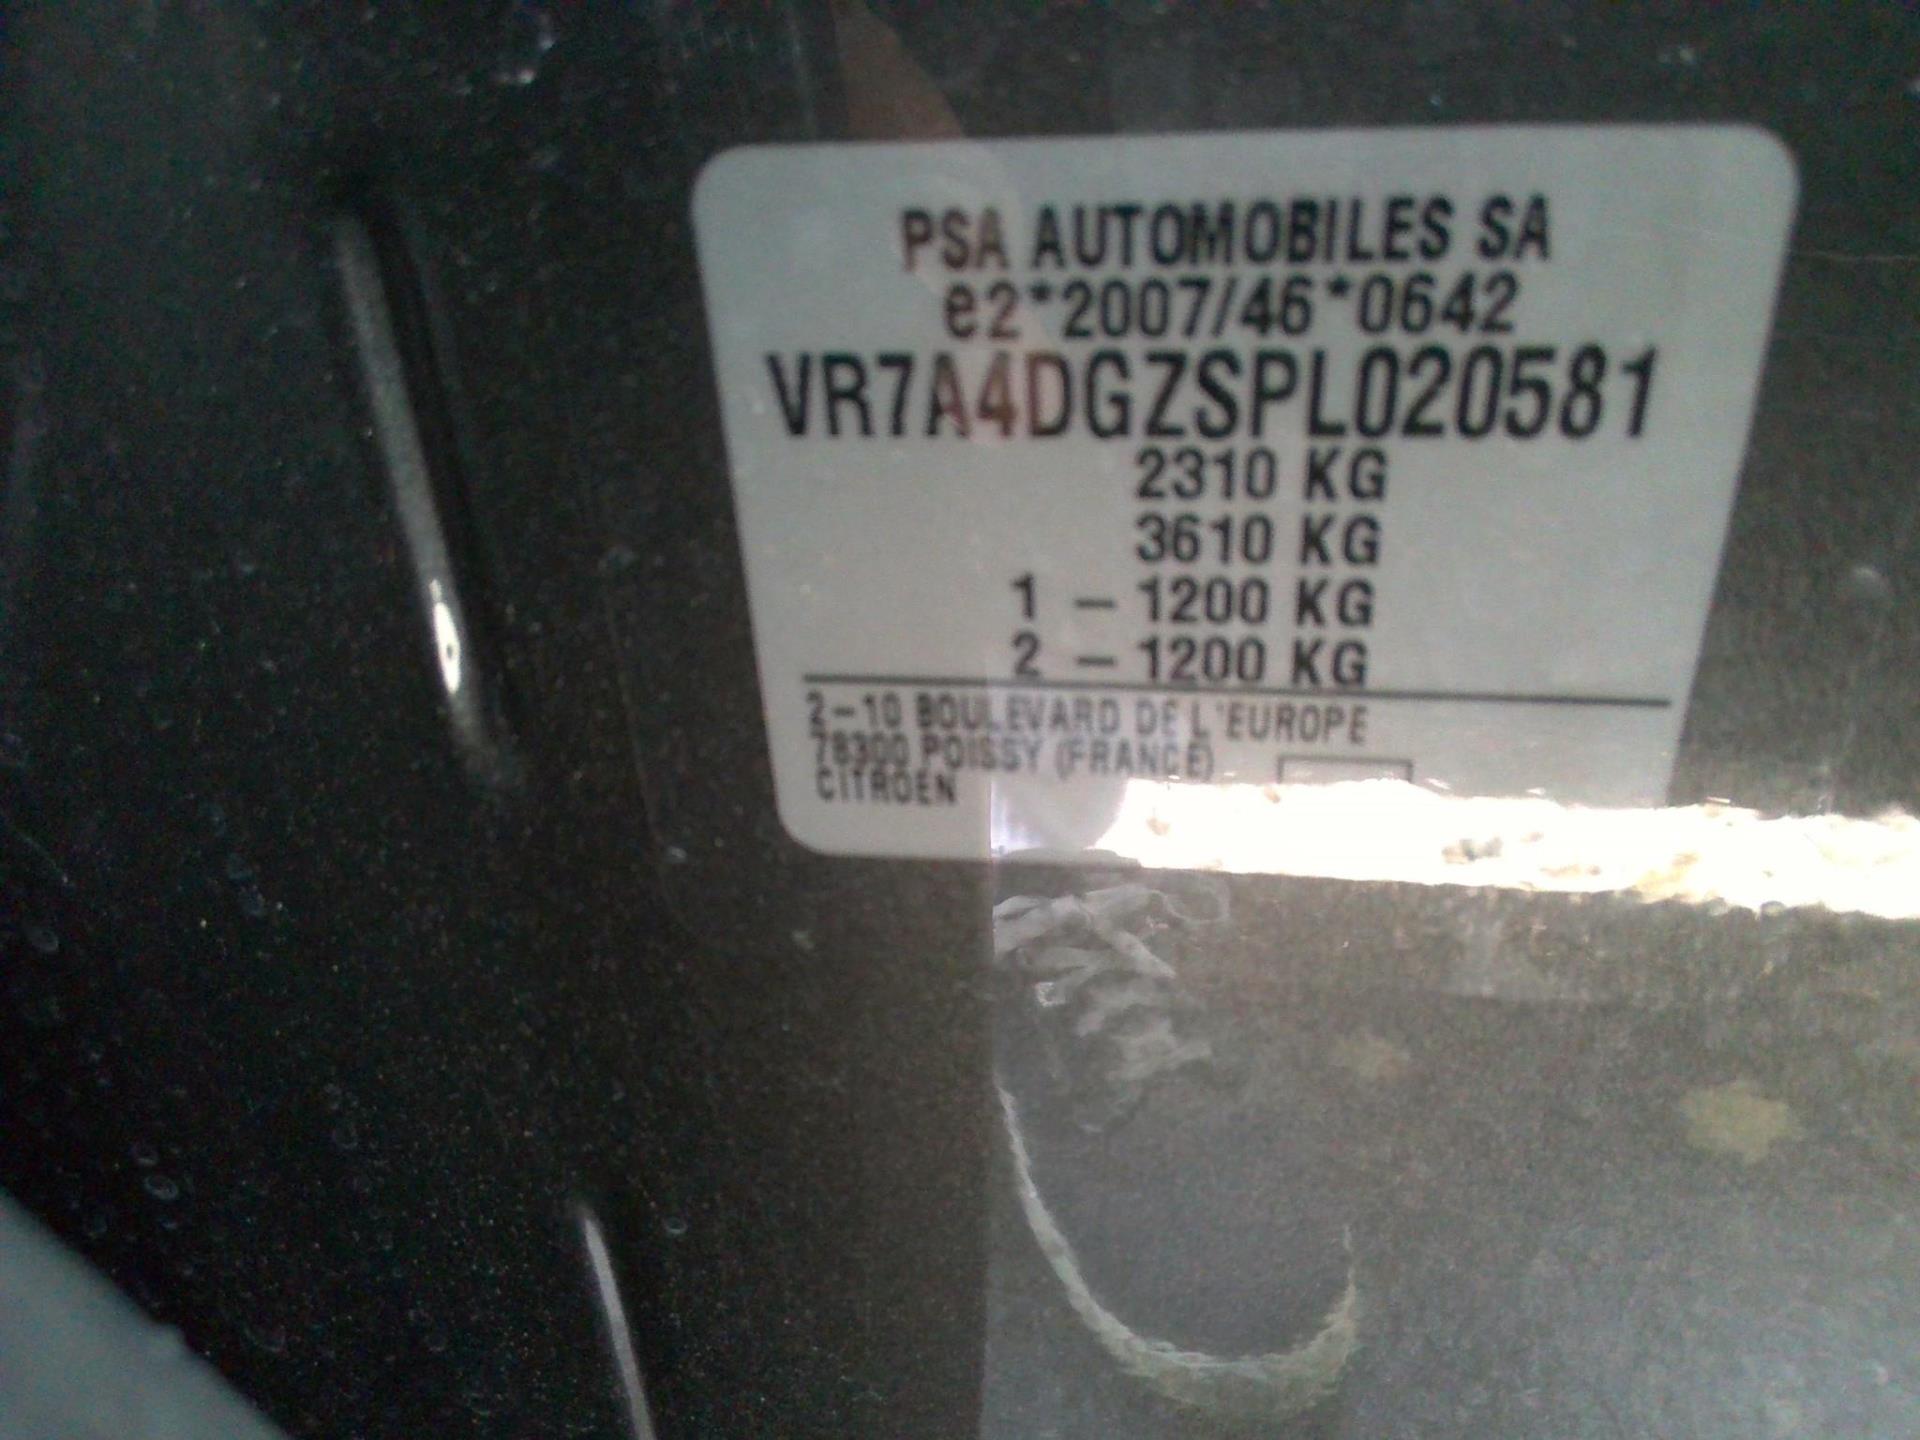 PSA AUTOMOBILES SA
e2*2007/46*0642
VR7A4DGZSPL020581
2310 KG
3610 KG
1 - 1200 KG
2 - 1200 KG
2-10 BOULEVARD DE L'EUROPE
78300 POISSY (FRANCE)
CITROEN